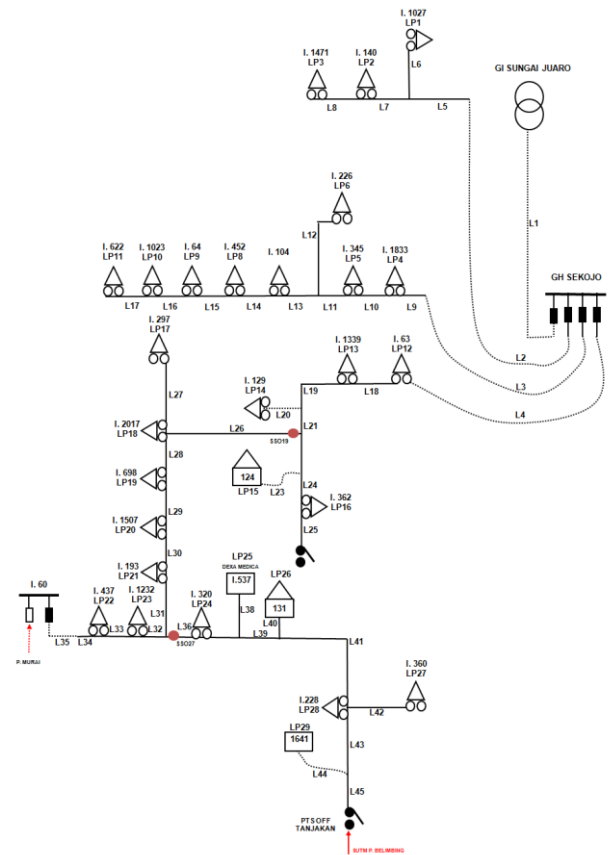 I. 1027
LP1
I. 1471
LP3
I. 140
LP2
L6
GI SUNGAI JUARO
L8
L7
L5
I. 226
LP6
L1
L12
I. 622
LP11
I. 1023
LP10
I. 64
LP9
I. 452
LP8
I. 104
I. 345
LP5
I. 1833
LP4
GH SEKOJO
L17
L16
L15
L14
L13
L11
L10
L9
I. 297
LP17
L2
L3
L4
I. 1339
LP13
I. 63
LP12
I. 129
LP14
L19
L18
L27
L20
I. 2017
LP18
L26
L21
SSO19
L28
I. 698
LP19
124
LP15
L23
L24
I. 362
LP16
L29
I. 1507
LP20
L25
L30
I. 193
LP21
LP25
DEXA MEDICA
I.537
LP26
131
I. 60
I. 437
LP22
I. 1232
LP23
L31
I. 320
LP24
L36
L38
L40
L35
L34
L33
L32
SSO27
L39
L41
P. MURAI
I. 360
LP27
I.228
LP28
L42
LP29
1641
L43
L44
L45
PTS OFF
TANJAKAN
SUTM P. BELIMBING